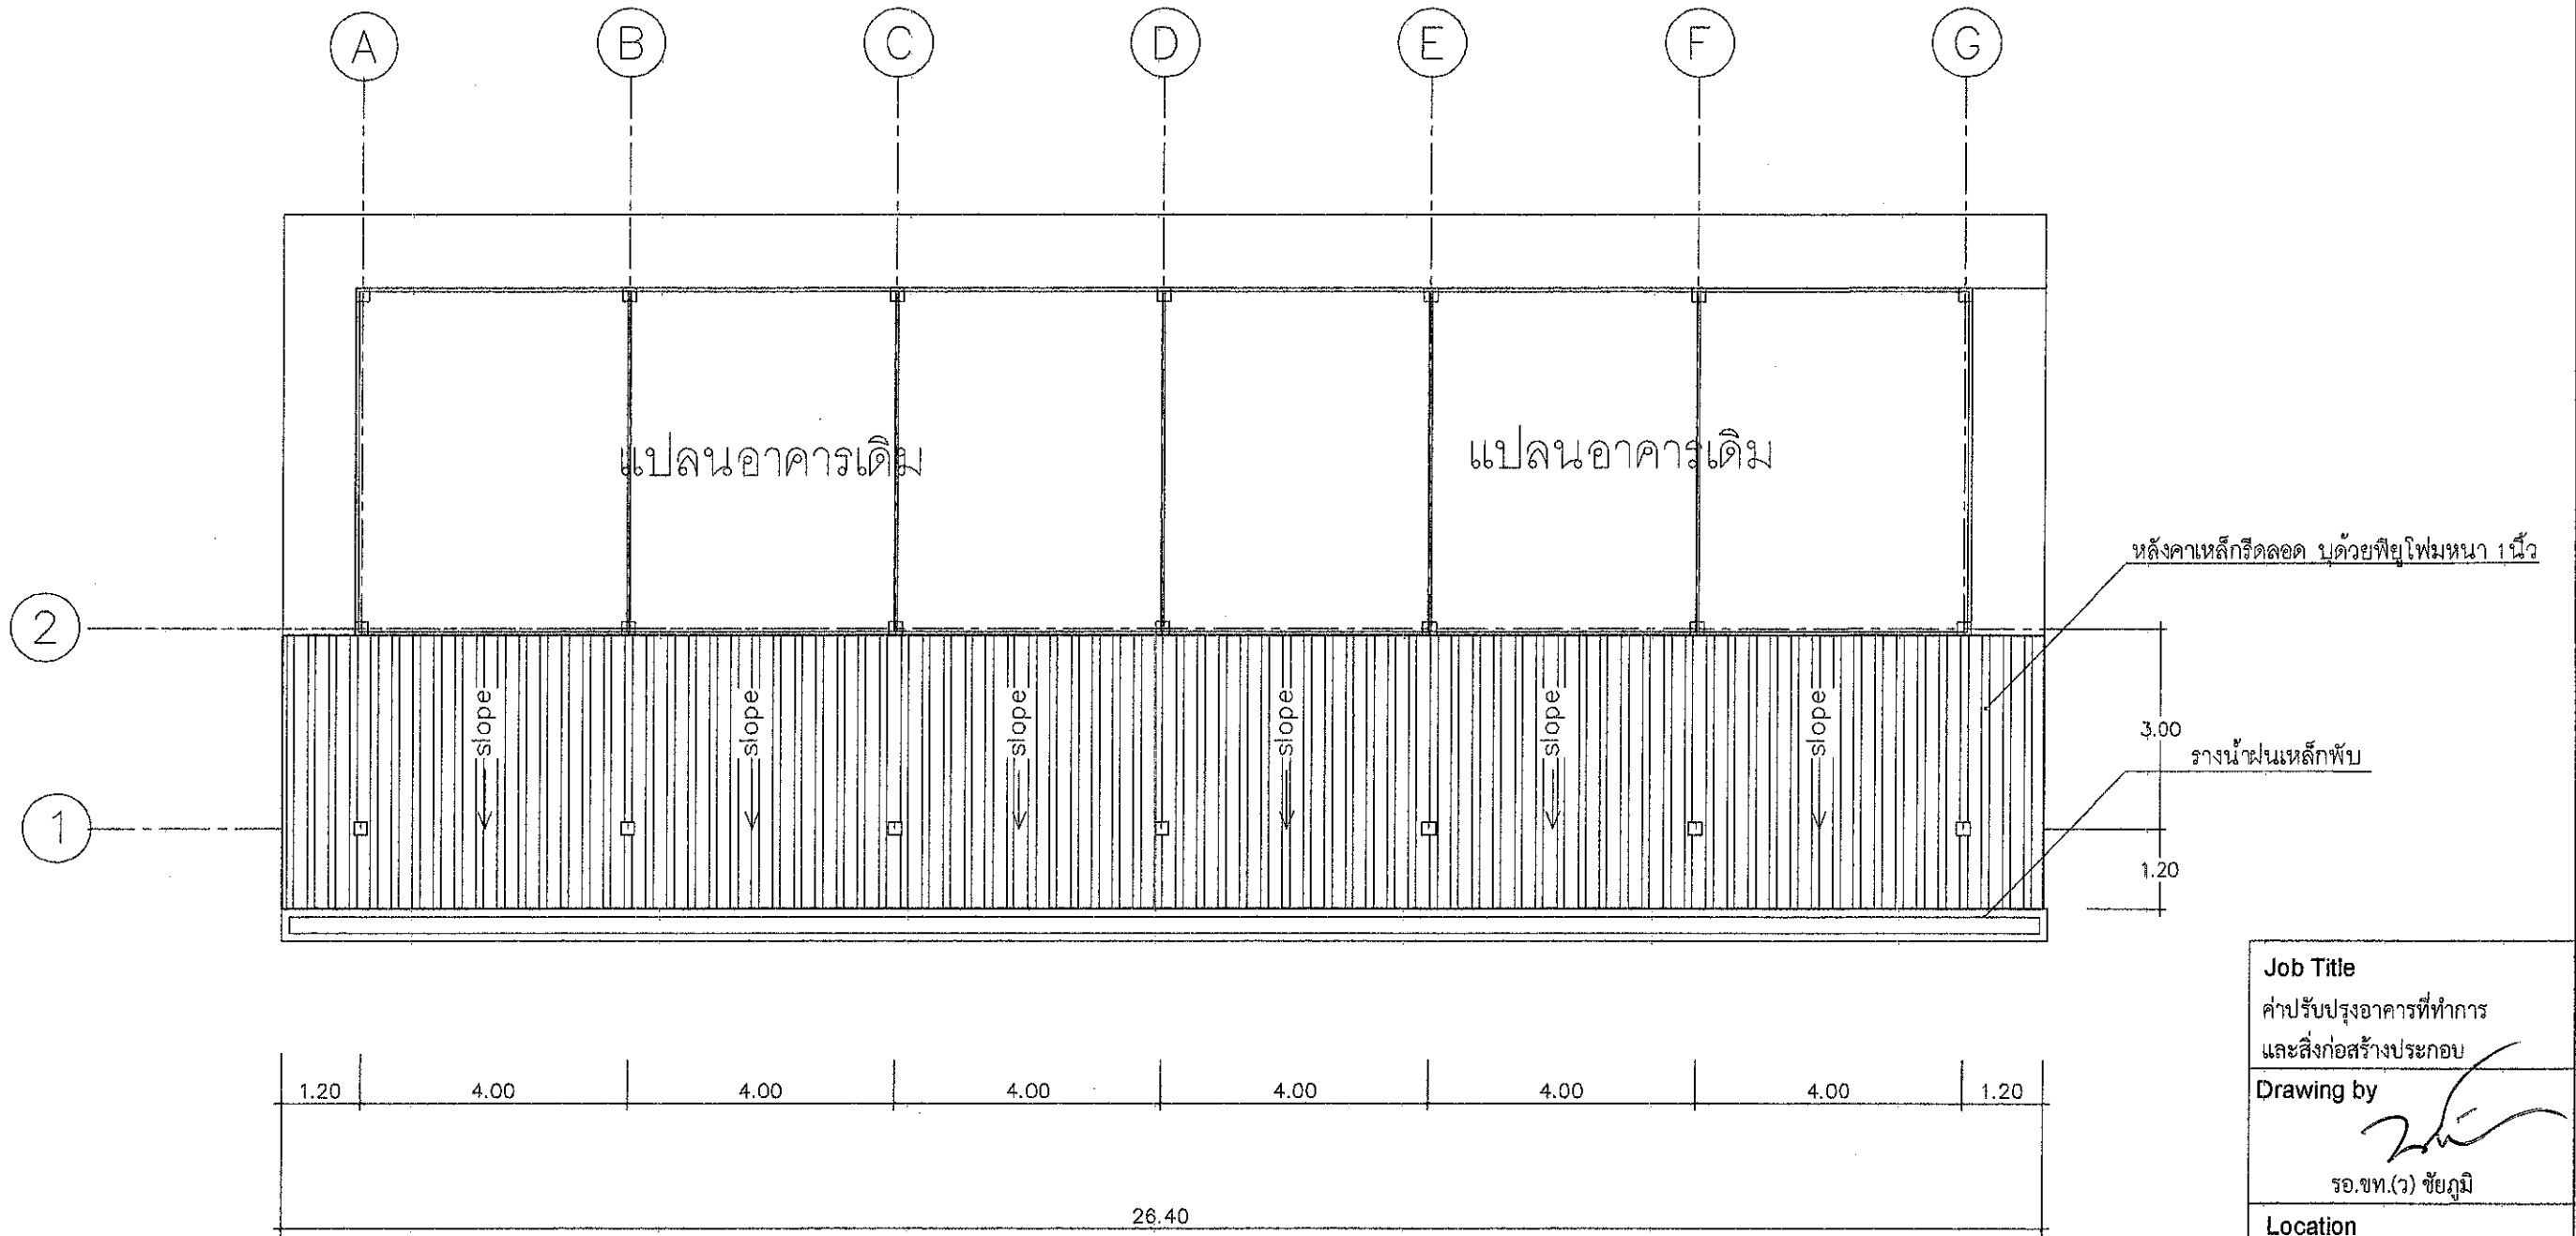 A B C D E F G
แปลนอาคารเดิม แปลนอาคารเดิม
หลังคาเหล็กรีดลอด บุด้วยพียูโฟมหนา 1นิ้ว
2
slope slope slope slope slope slope
3.00
รางน้ำฝนเหล็กพับ
1
1.20
Job Title
ค่าปรับปรุงอาคารที่ทำการ
และสิ่งก่อสร้างประกอบ
1.20 4.00 4.00 4.00 4.00 4.00 4.00 1.20
Drawing by
รอ.ขท.(ว) ชัยภูมิ
26.40
Location